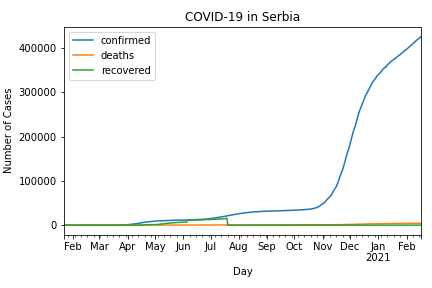 COVID-19 in Serbia
confirmed
deaths
recovered
Number of Cases
400000
300000
200000
100000
0
Feb Mar Apr May Jun Jul Aug Sep Oct Nov Dec Jan Feb
2021
Day